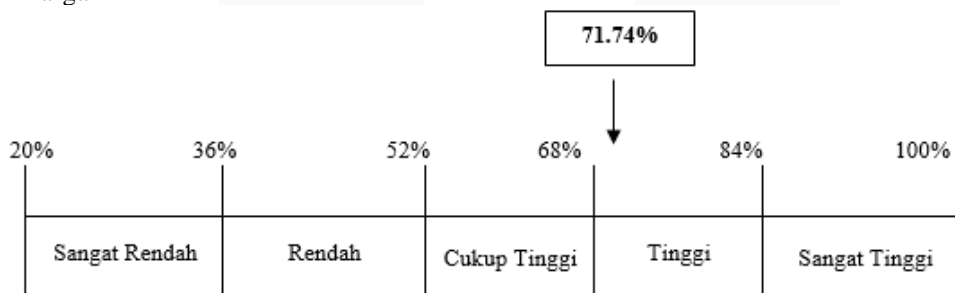 71.74%
20% 36% 52% 68% 84% 100%
Sangat Rendah Rendah Cukup Tinggi Tinggi Sangat Tinggi